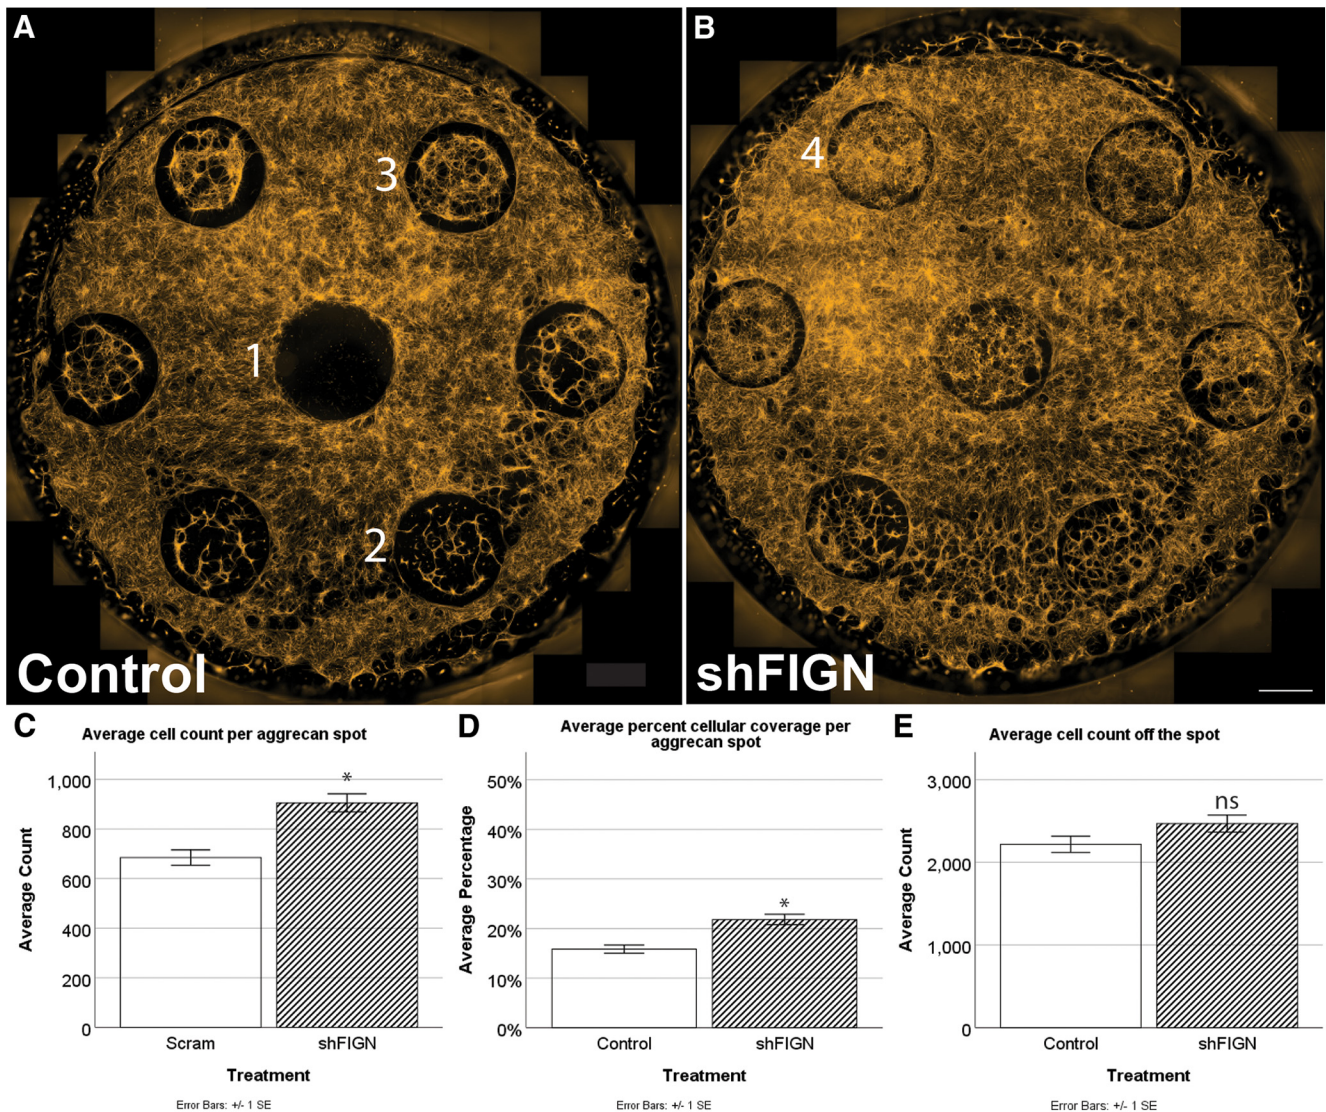 A
B
3
4
1
2
Control
shFIGN
C
Average cell count per aggrecan spot
1,000
800
600
400
200
0
Average Count
*
Scram
shFIGN
Treatment
Error Bars: +/- 1 SE
D
Average percent cellular coverage per
aggrecan spot
50%
40%
30%
20%
10%
0%
Average Percentage
*
Control
shFIGN
Treatment
Error Bars: +/- 1 SE
E
Average cell count off the spot
3,000
2,000
1,000
0
Average Count
ns
Control
shFIGN
Treatment
Error Bars: +/- 1 SE